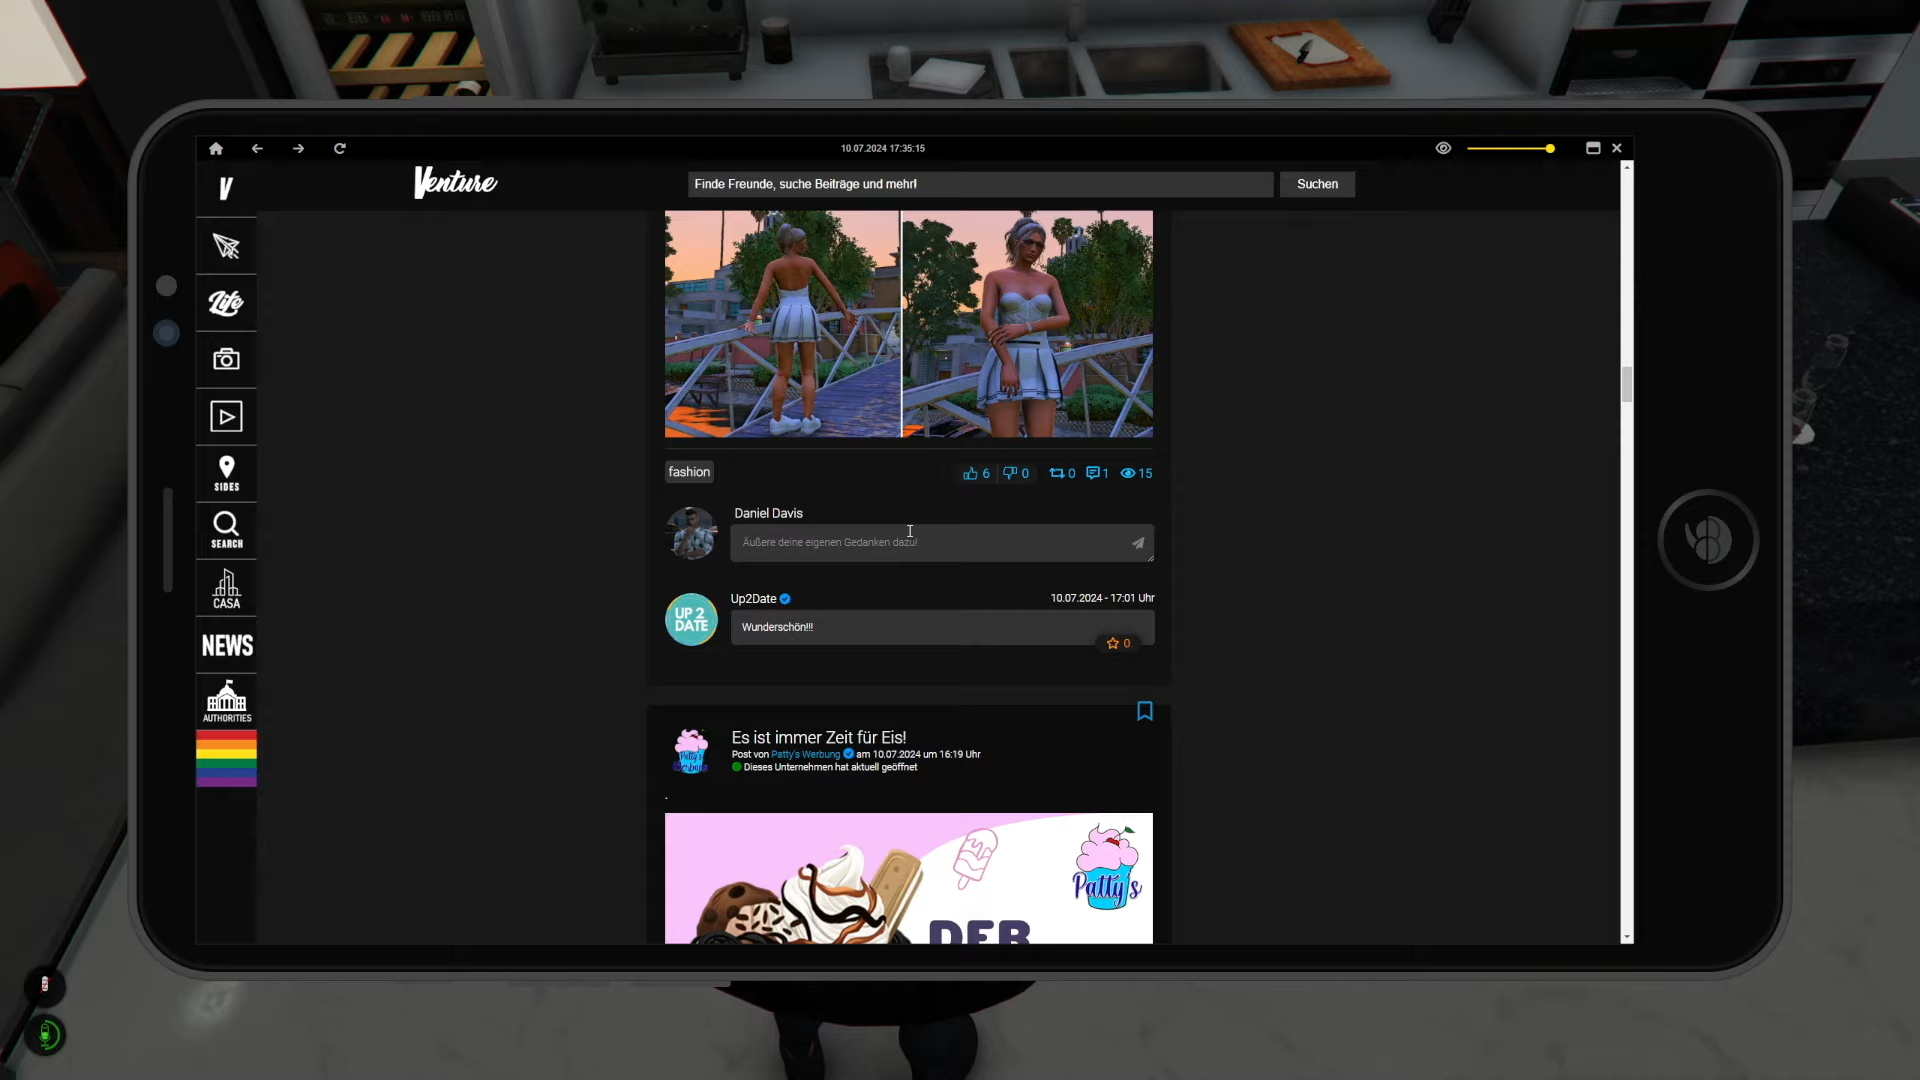 10.07.2024 17:35:15
V
Venture
Finde Freunde, suche Beiträge und mehr!
Suchen
Life
SIDES
SEARCH
CASA
NEWS
AUTHORITIES
fashion
6
0
0
1
15
Daniel Davis
Äußere deine eigenen Gedanken dazu!
UP 2 
DATE
Up2Date
10.07.2024 - 17:01 Uhr
Wunderschön!!!
0
Es ist immer Zeit für Eis!
Post von Patty's Werbung am 10.07.2024 um 16:19 Uhr
Dieses Unternehmen hat aktuell geöffnet
.
Patty's
DER